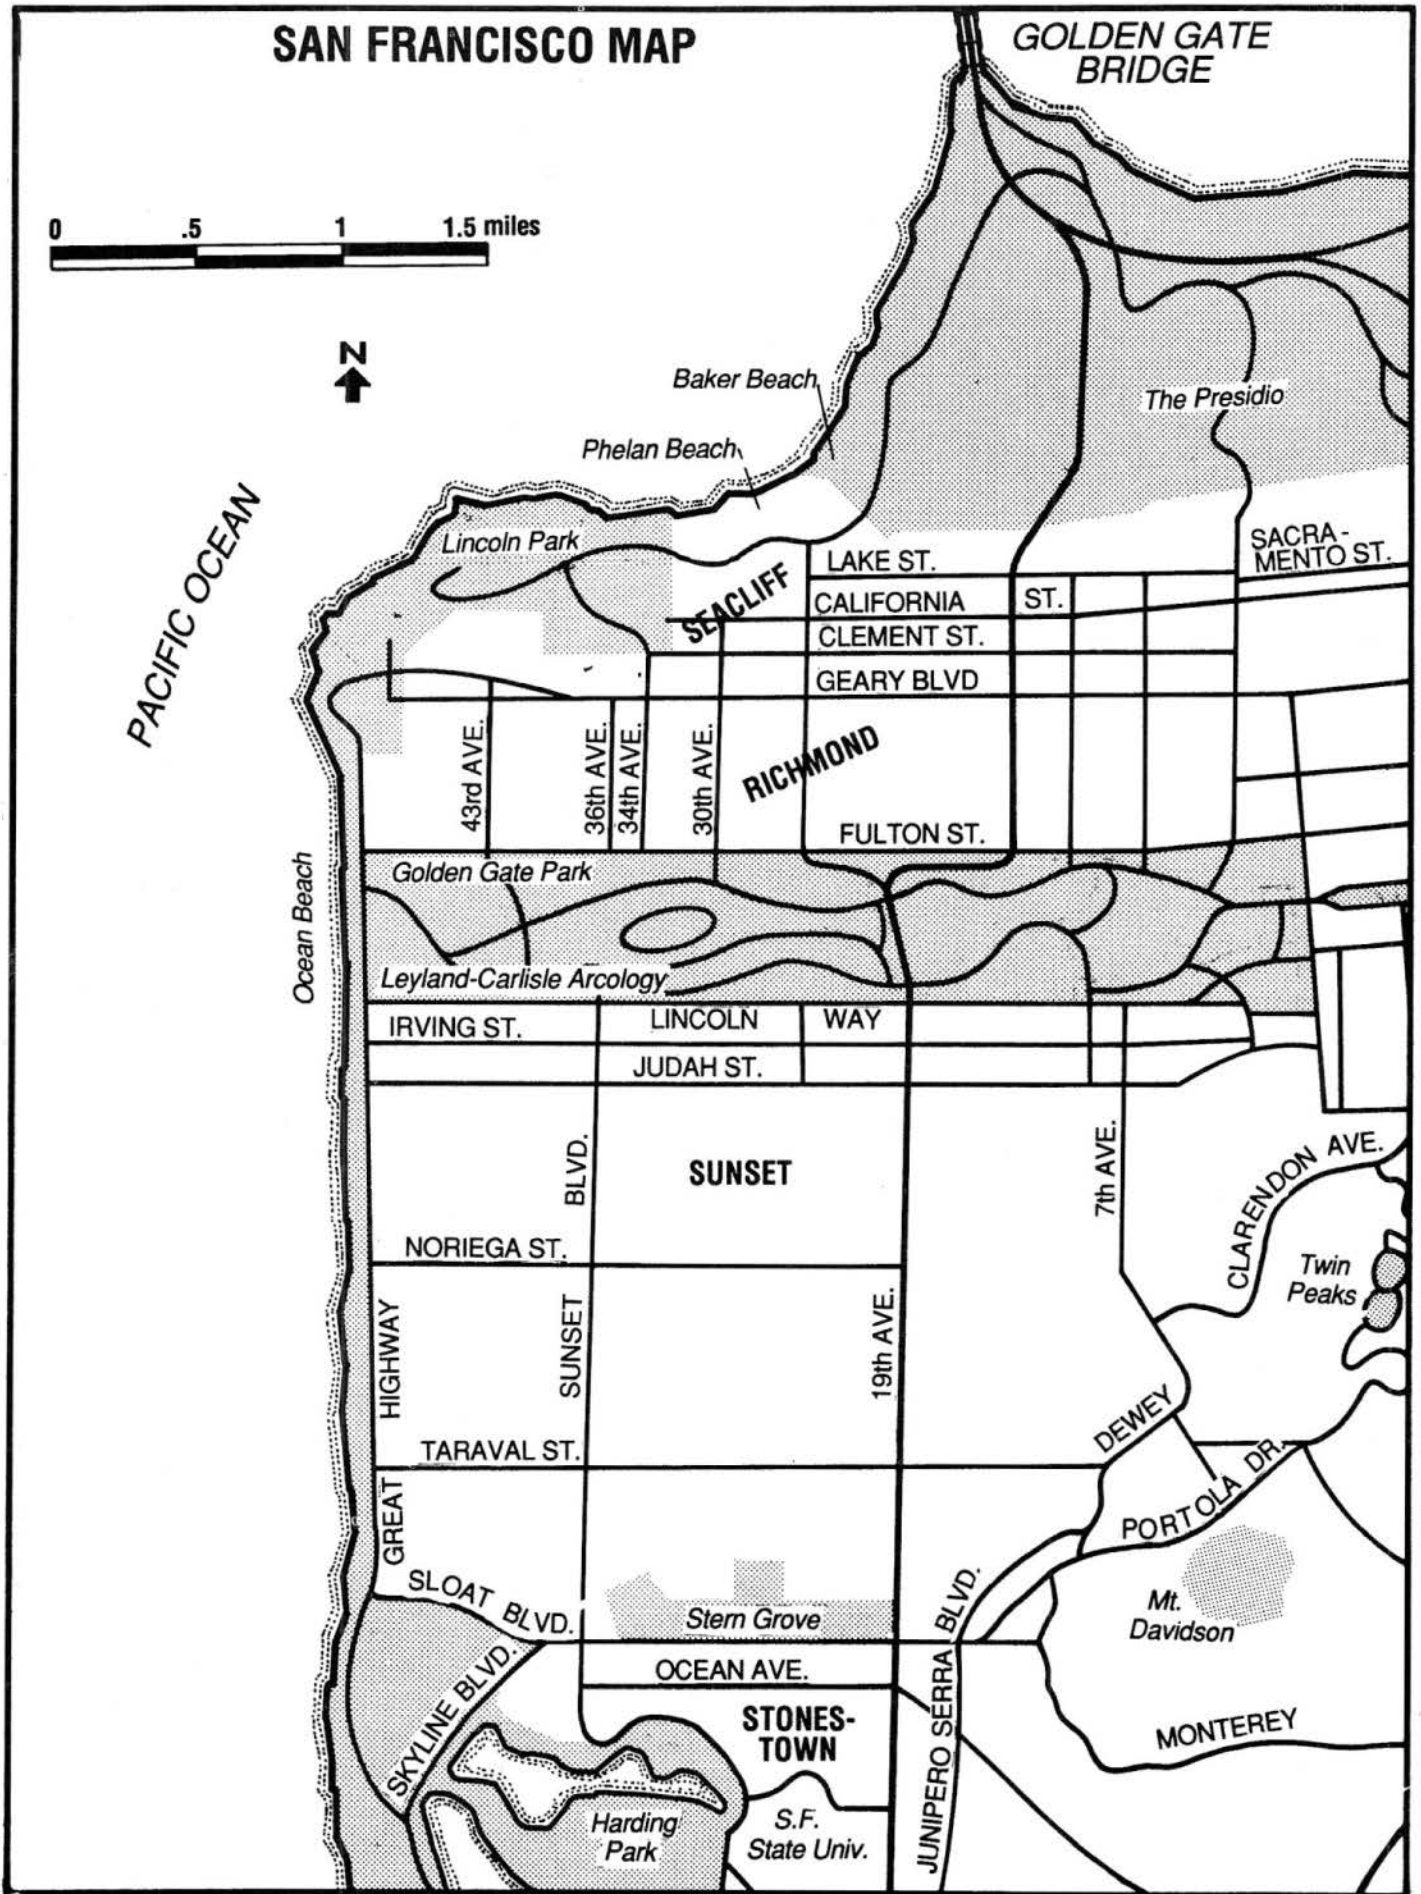 SAN FRANCISCO MAP
GOLDEN GATE
BRIDGE
0 .5 1 1.5 miles
N
Baker Beach
The Presidio
Phelan Beach
PACIFIC OCEAN
Lincoln Park
SACRA-
MENTO ST.
LAKE ST.
SEACLIFF
CALIFORNIA ST.
CLEMENT ST.
GEARY BLVD
43rd AVE.
36th AVE.
34th AVE.
30th AVE.
RICHMOND
FULTON ST.
Golden Gate Park
Ocean Beach
Leyland-Carlisle Arcology
IRVING ST.
LINCOLN WAY
JUDAH ST.
BLVD.
SUNSET
7th AVE.
CLARENDON AVE.
NORIEGA ST.
Twin
Peaks
HIGHWAY
SUNSET
19th AVE.
DEWEY
TARAVAL ST.
PORTOLA DR.
GREAT
SLOAT BLVD.
Stern Grove
JUNIPERO SERRA BLVD.
Mt.
Davidson
OCEAN AVE.
SKYLINE BLVD.
STONES-
TOWN
MONTEREY
Harding
Park
S.F.
State Univ.